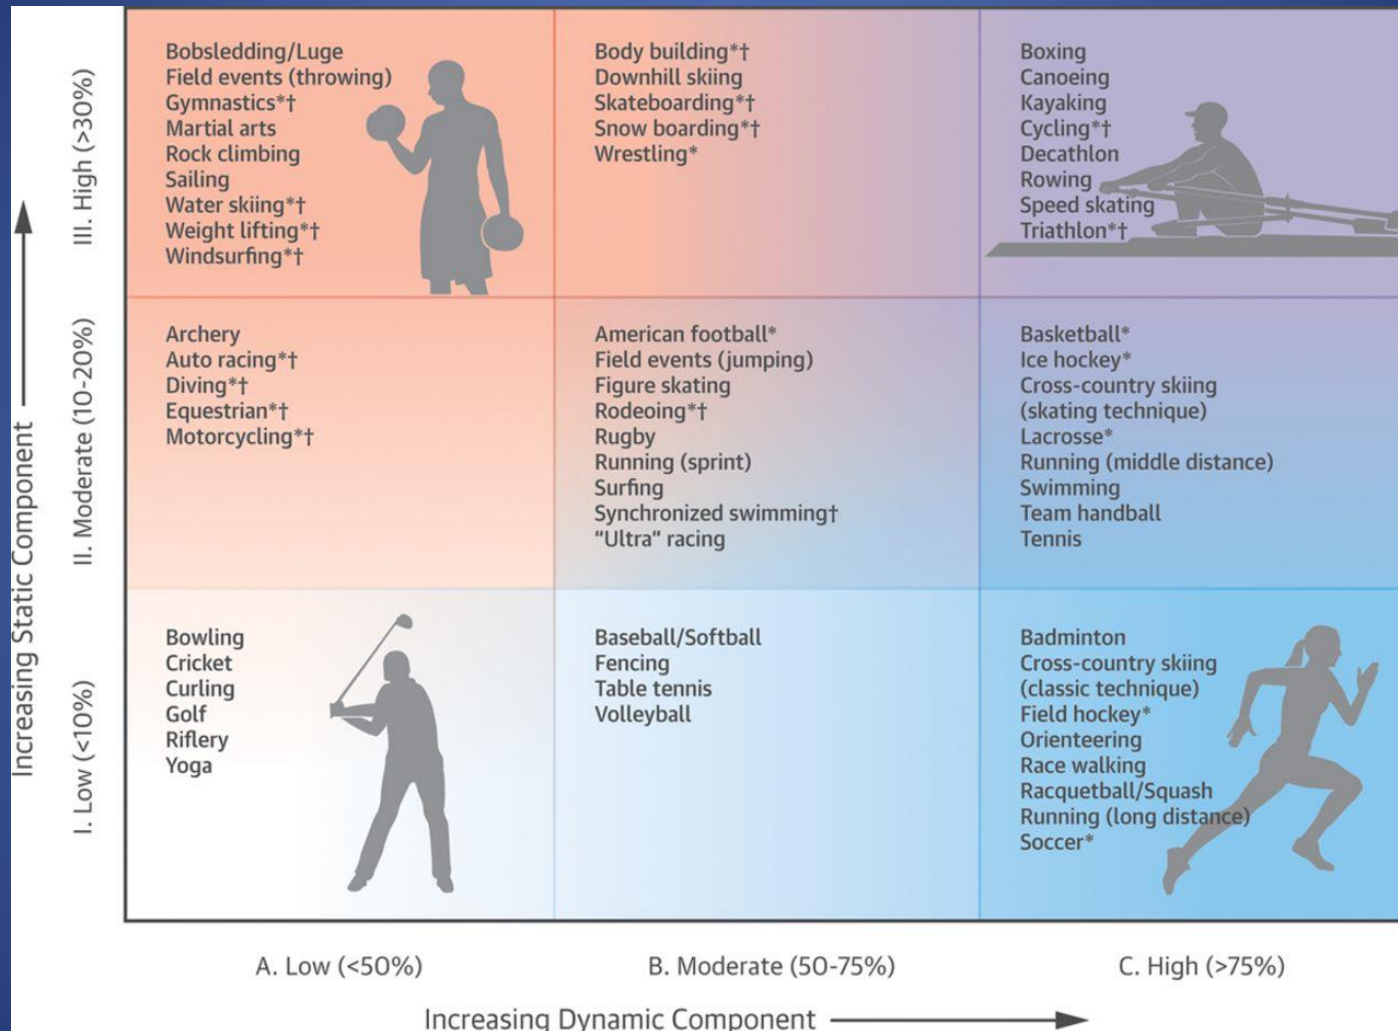 Increasing Static Component
III. High (>30%)
Bobsledding/Luge
Field events (throwing)
Gymnastics*†
Martial arts
Rock climbing
Sailing
Water skiing*†
Weight lifting*†
Windsurfing*†
Body building*†
Downhill skiing
Skateboarding*†
Snow boarding*†
Wrestling*
Boxing
Canoeing
Kayaking
Cycling*†
Decathlon
Rowing
Speed skating
Triathlon*†
II. Moderate (10-20%)
Archery
Auto racing*†
Diving*†
Equestrian*†
Motorcycling*†
American football*
Field events (jumping)
Figure skating
Rodeoing*†
Rugby
Running (sprint)
Surfing
Synchronized swimming†
"Ultra" racing
Basketball*
Ice hockey*
Cross-country skiing
(skating technique)
Lacrosse*
Running (middle distance)
Swimming
Team handball
Tennis
I. Low (<10%)
Bowling
Cricket
Curling
Golf
Riflery
Yoga
Baseball/Softball
Fencing
Table tennis
Volleyball
Badminton
Cross-country skiing
(classic technique)
Field hockey*
Orienteering
Race walking
Racquetball/Squash
Running (long distance)
Soccer*
A. Low (<50%)
B. Moderate (50-75%)
C. High (>75%)
Increasing Dynamic Component